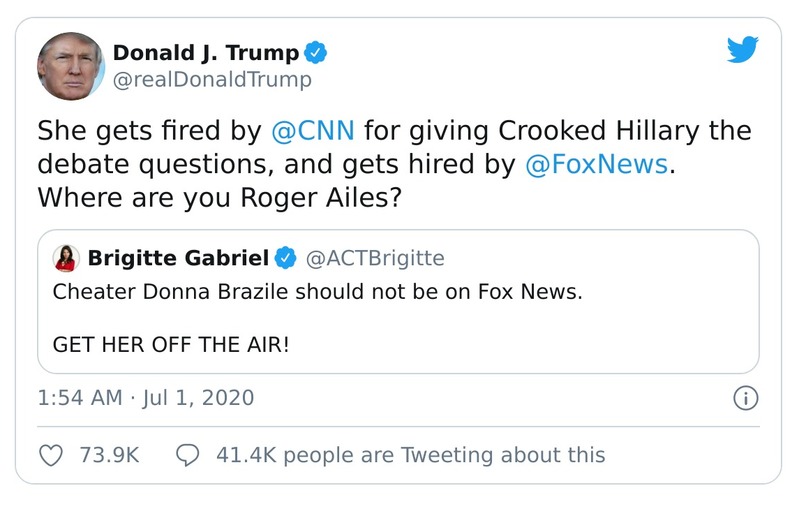 Donald J. Trump
@realDonaldTrump
She gets fired by @CNN for giving Crooked Hillary the
debate questions, and gets hired by @FoxNews.
Where are you Roger Ailes?
Brigitte Gabriel @ACTBrigitte
Cheater Donna Brazile should not be on Fox News.
GET HER OFF THE AIR!
1:54 AM · Jul 1, 2020
73.9K 41.4K people are Tweeting about this